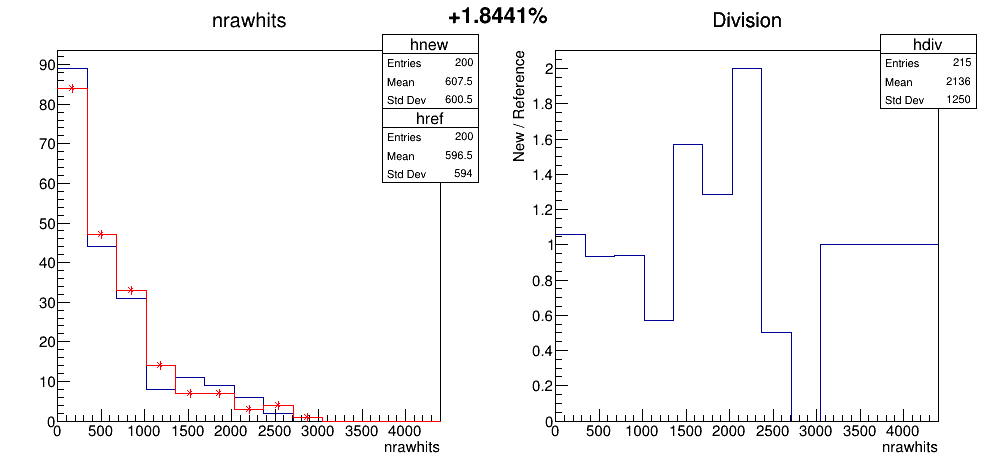 +1.8441%
nrawhits
hnew
Entries 200
Mean 607.5
Std Dev 600.5
href
Entries 200
Mean 596.5
Std Dev 594
90
80
70
60
50
40
30
20
10
0
0 500 1000 1500 2000 2500 3000 3500 4000
nrawhits
Division
hdiv
Entries 215
Mean 2136
Std Dev 1250
New / Reference
2
1.8
1.6
1.4
1.2
1
0.8
0.6
0.4
0.2
0
0 500 1000 1500 2000 2500 3000 3500 4000
nrawhits